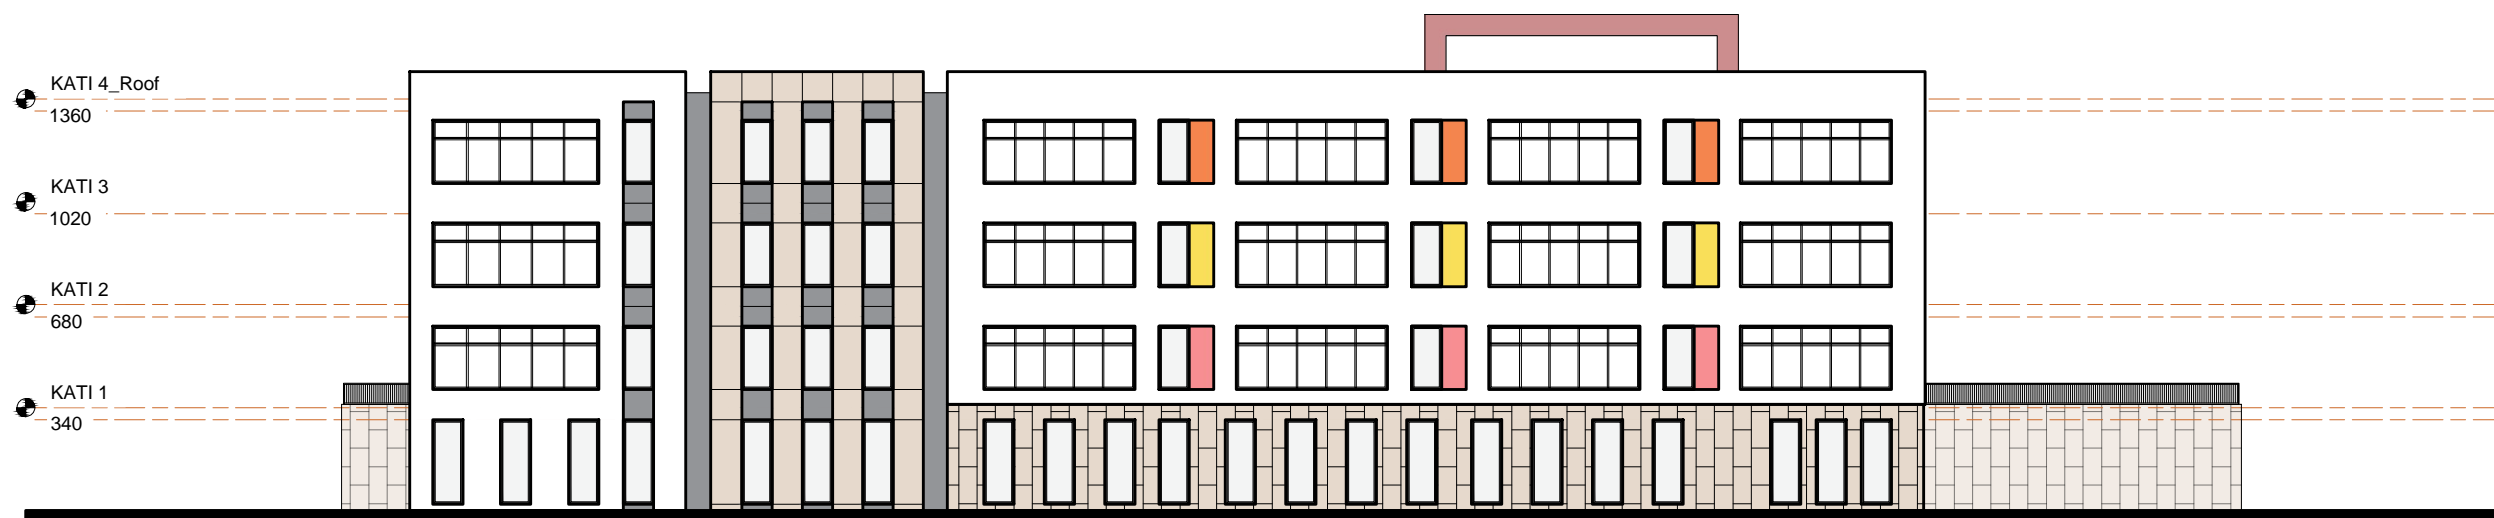 KATI 4_Roof
1360
KATI 3
1020
KATI 2
680
KATI 1
340